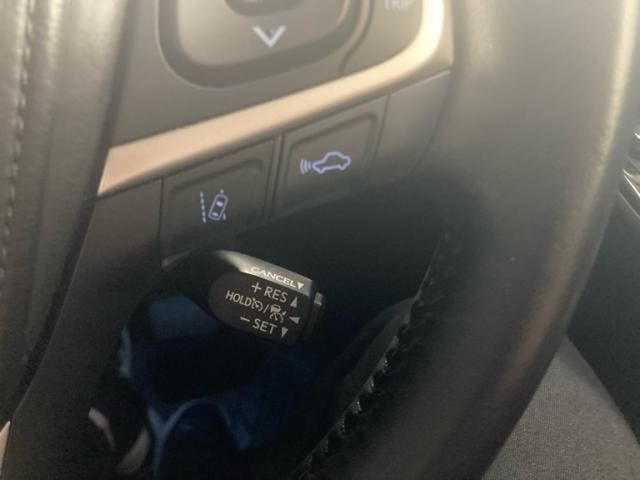 TRIP
CANCEL
+ RES
HOLD /
− SET